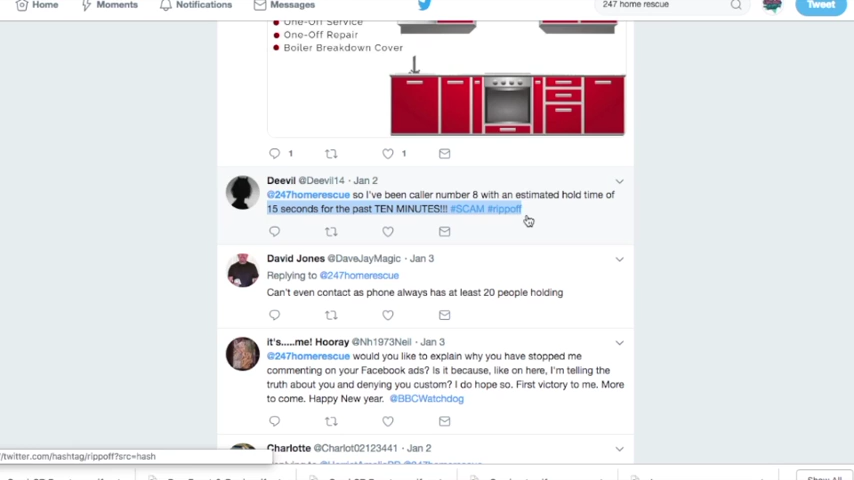 Home Moments Notifications Messages 247 home rescue Tweet
One-Off Service
One-Off Repair
Boiler Breakdown Cover
1 1
Deevil @Deevil14 · Jan 2
@247homerescue so I've been caller number 8 with an estimated hold time of
15 seconds for the past TEN MINUTES!!! #SCAM #rippoff
David Jones @DaveJayMagic · Jan 3
Replying to @247homerescue
Can't even contact as phone always has at least 20 people holding
it's.....me! Hooray @Nh1973Neil · Jan 3
@247homerescue would you like to explain why you have stopped me
commenting on your Facebook ads? Is it because, like on here, I'm telling the
truth about you and denying you custom? I do hope so. First victory to me. More
to come. Happy New year. @BBCWatchdog
Charlotte @Charlot02123441 · Jan 2
/twitter.com/hashtag/rippoff?src=hash
Show All